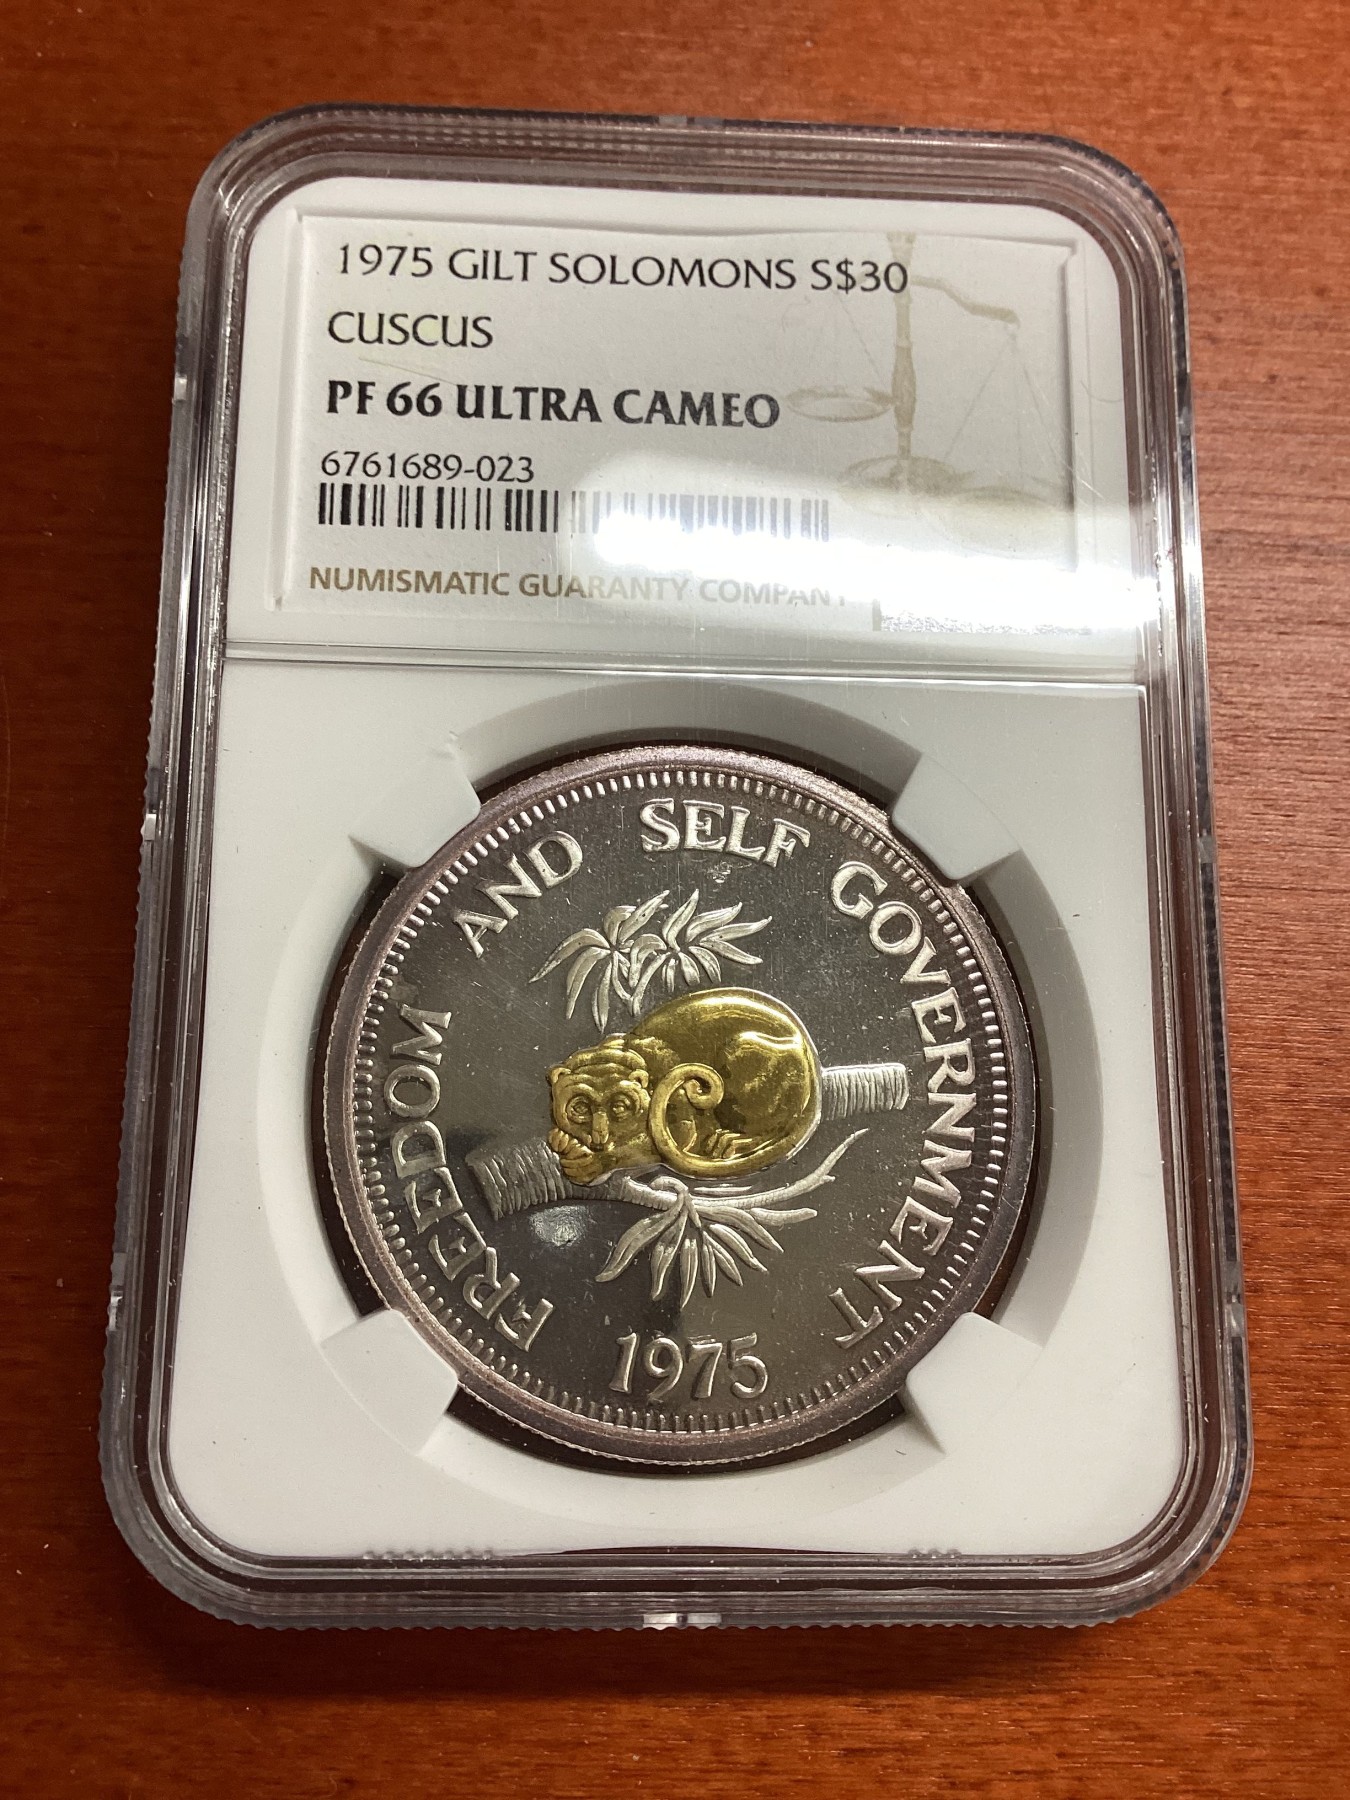 1975 GILT SOLOMONS S$30
CUSCUS
PF 66 ULTRA CAMEO
6761689-023
NUMISMATIC GUARANTY COMPANY
FREEDOM AND SELF GOVERNMENT
1975